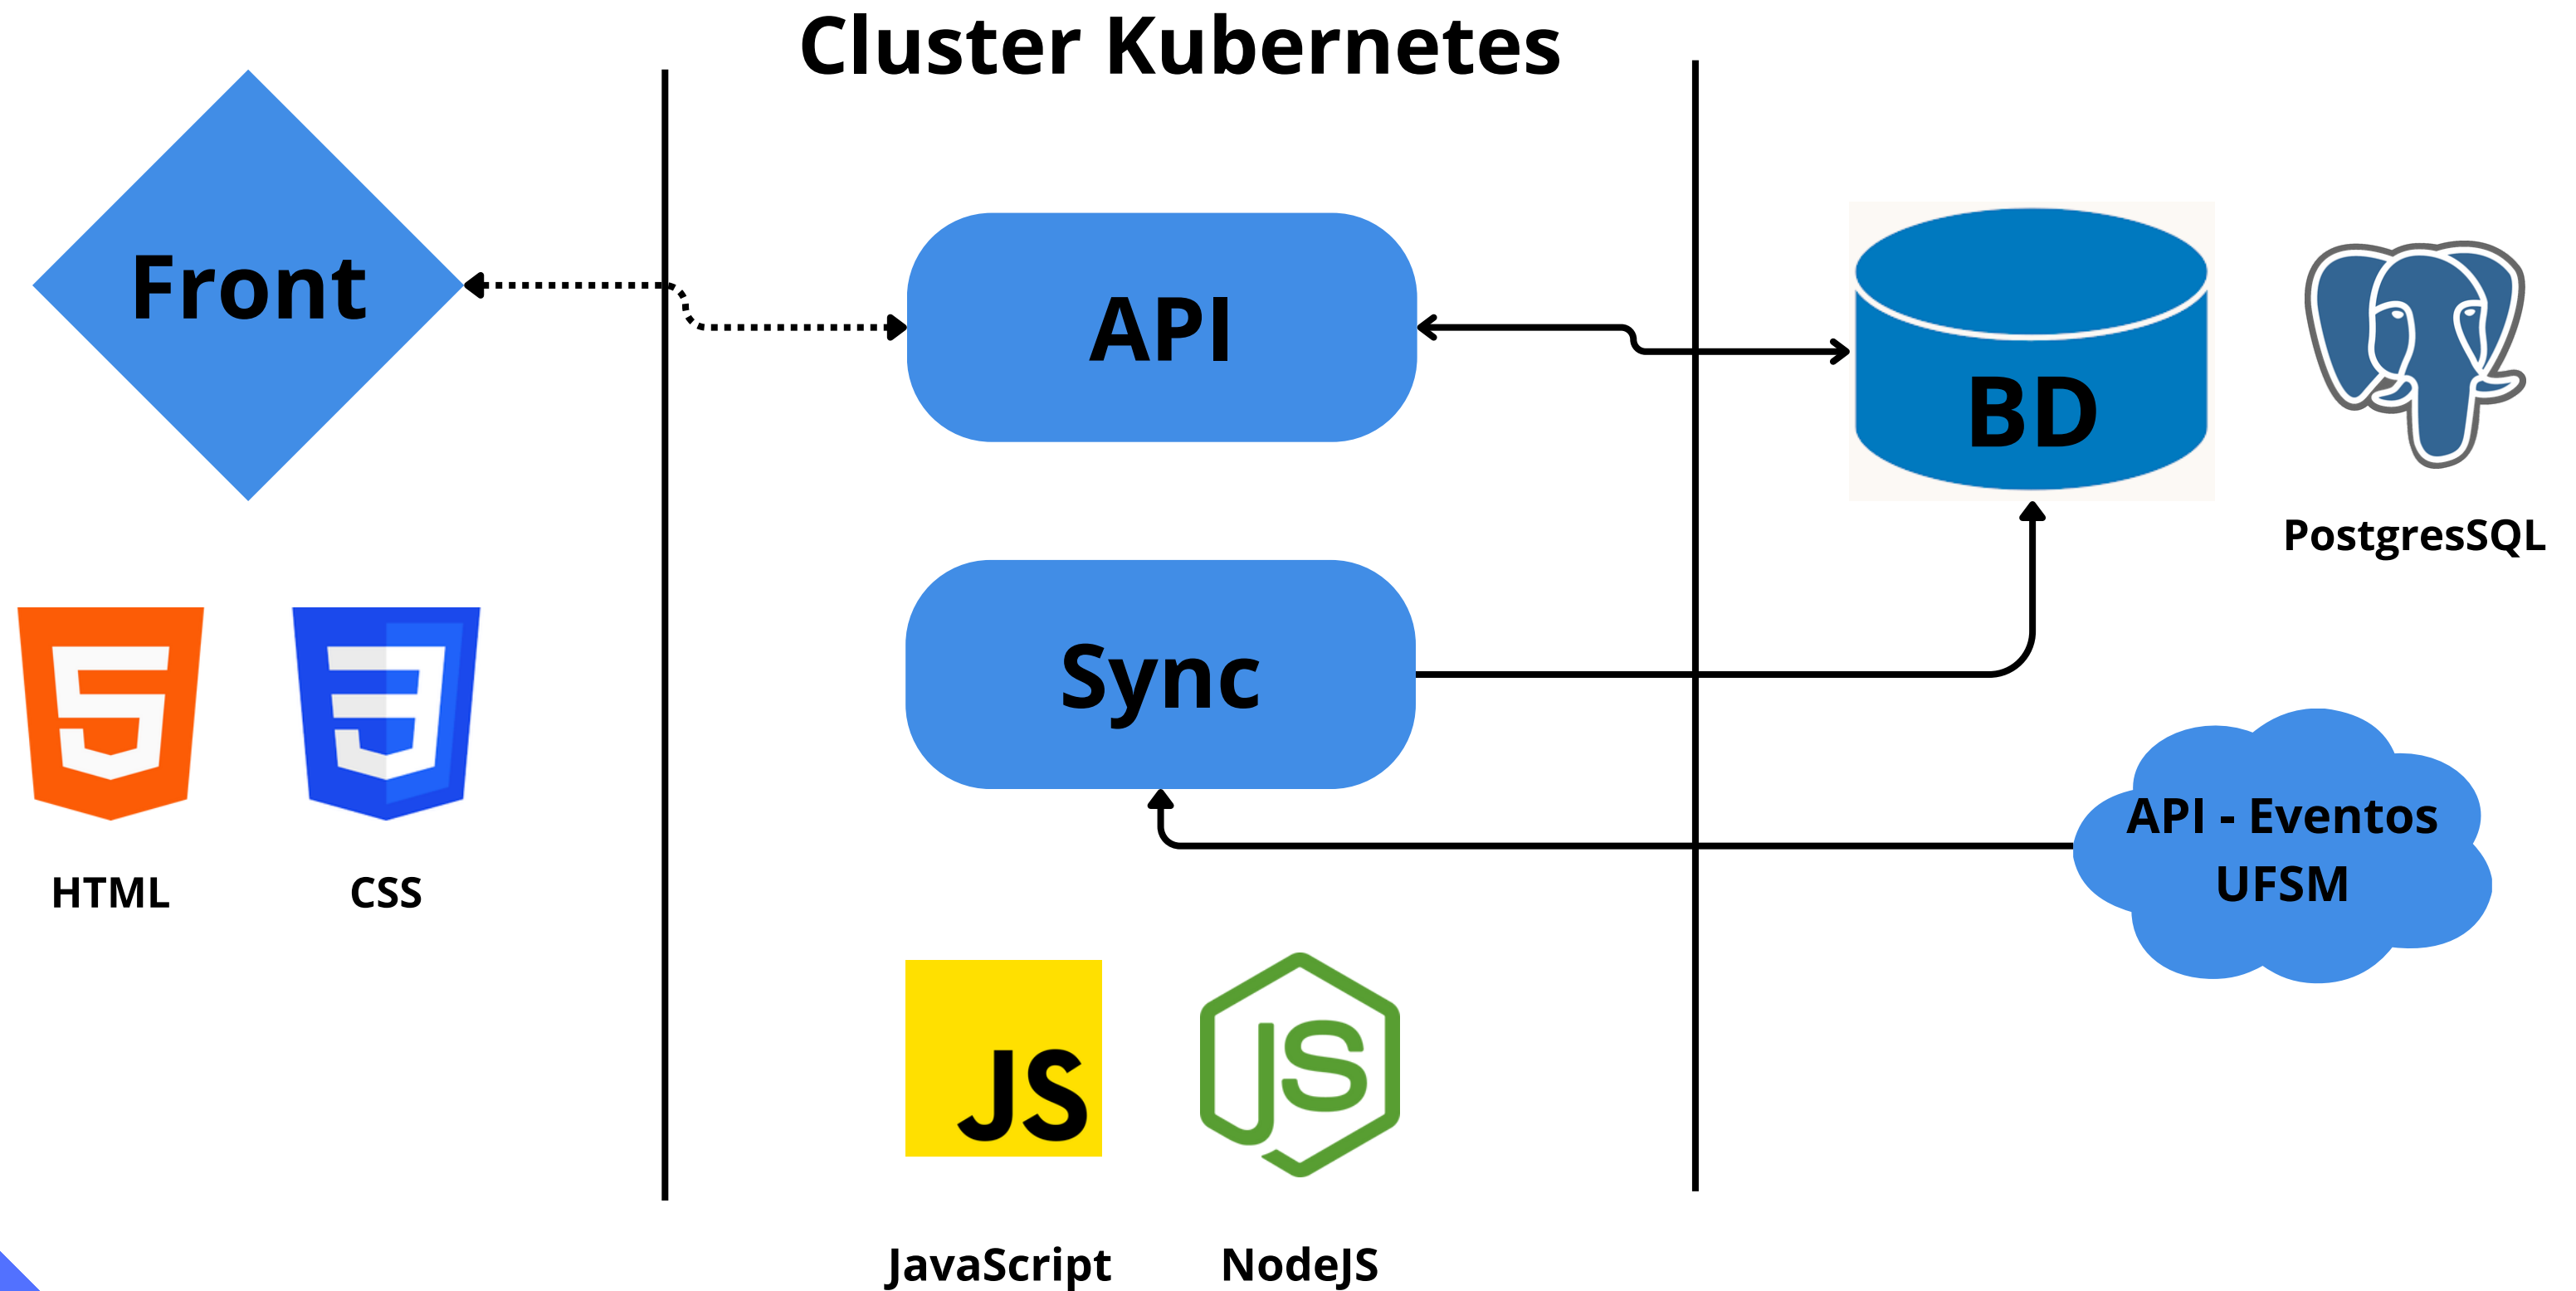 Cluster Kubernetes
Front
API
BD
PostgresSQL
Sync
HTML
CSS
API - Eventos
UFSM
JS
JS
JavaScript
NodeJS